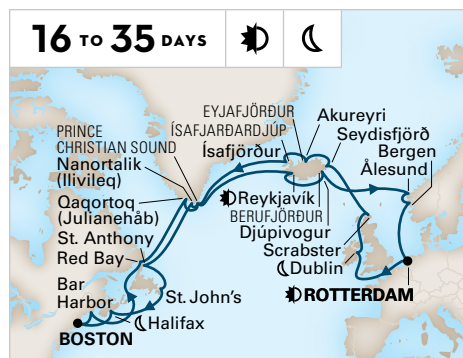 16 TO 35 DAYS
EYJAFJÖRÐUR
Akureyri
ÍSAFJARÐARDJÚP
Seydisfjörð
PRINCE
CHRISTIAN SOUND
Ísafjörður
Bergen
Ålesund
Nanortalik
(Ilivileq)
Reykjavík
Qaqortoq
(Julianehåb)
BERUFJÖRÐUR
Djúpivogur
St. Anthony
Scrabster
Red Bay
Dublin
Bar
Harbor
St. John's
ROTTERDAM
Halifax
BOSTON